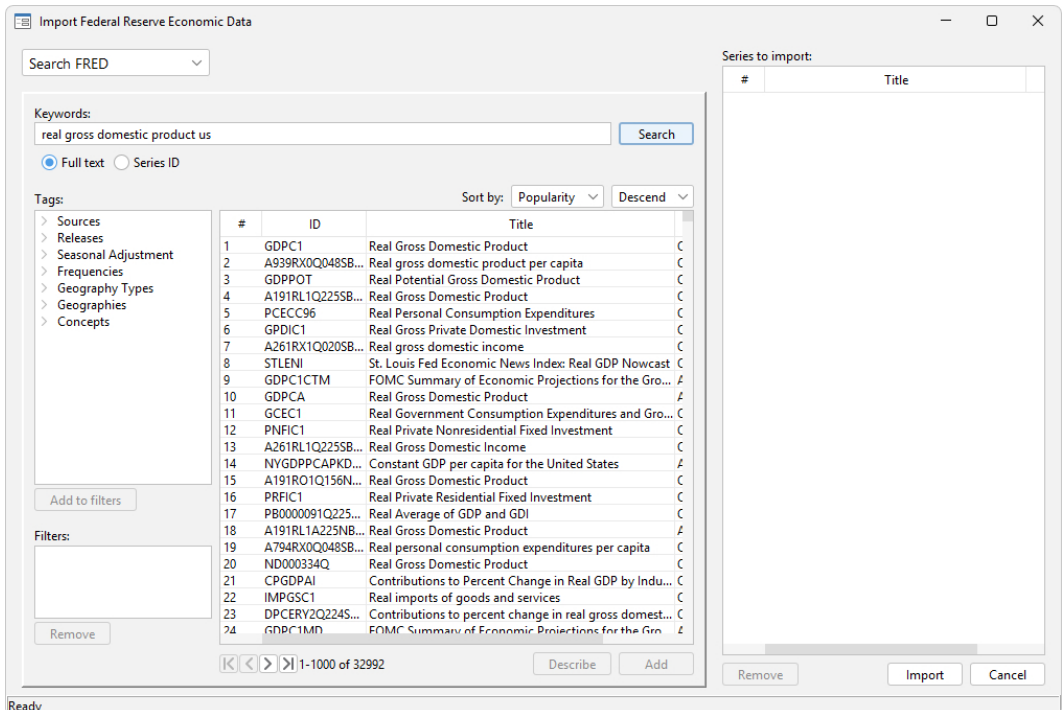 Import Federal Reserve Economic Data
Search FRED
Keywords:
real gross domestic product us
Search
Full text Series ID
Sort by: Popularity Descend
Tags:
Sources
Releases
Seasonal Adjustment
Frequencies
Geography Types
Geographies
Concepts
Add to filters
Filters:
Remove
# ID Title
1 GDPC1 Real Gross Domestic Product
2 A939RX0Q048SB... Real gross domestic product per capita
3 GDPPOT Real Potential Gross Domestic Product
4 A191RL1Q225SB... Real Gross Domestic Product
5 PCECC96 Real Personal Consumption Expenditures
6 GPDIC1 Real Gross Private Domestic Investment
7 A261RX1Q020SB... Real gross domestic income
8 STLENI St. Louis Fed Economic News Index: Real GDP Nowcast
9 GDPC1CTM FOMC Summary of Economic Projections for the Gro...
10 GDPCA Real Gross Domestic Product
11 GCEC1 Real Government Consumption Expenditures and Gro...
12 PNFIC1 Real Private Nonresidential Fixed Investment
13 A261RL1Q225SB... Real Gross Domestic Income
14 NYGDPPCAPKD... Constant GDP per capita for the United States
15 A191RO1Q156N... Real Gross Domestic Product
16 PRFIC1 Real Private Residential Fixed Investment
17 PB0000091Q225... Real Average of GDP and GDI
18 A191RL1A225NB... Real Gross Domestic Product
19 A794RX0Q048SB... Real personal consumption expenditures per capita
20 ND000334Q Real Gross Domestic Product
21 CPGDPAI Contributions to Percent Change in Real GDP by Indu...
22 IMPGSC1 Real imports of goods and services
23 DPCERY2Q224S... Contributions to percent change in real gross domest...
24 GDPC1MD FOMC Summary of Economic Projections for the Gro...
1-1000 of 32992
Describe Add
Series to import:
# Title
Remove Import Cancel
Ready